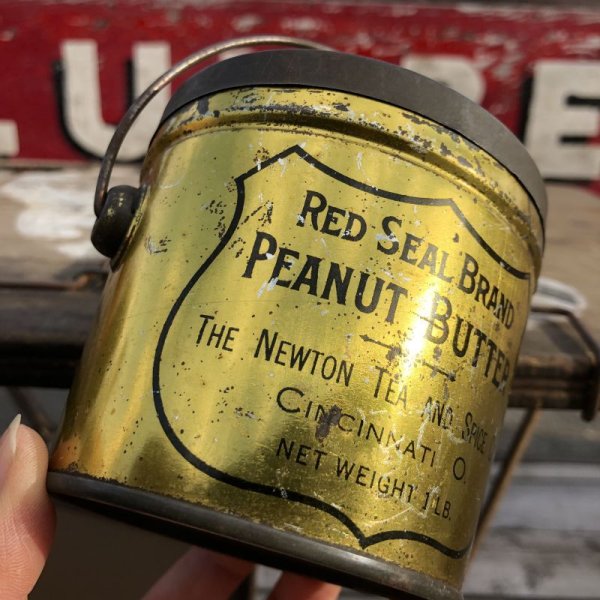 RED SEAL BRAND
PEANUT BUTTER
THE NEWTON TEA AND SPICE
CINCINNATI O.
NET WEIGHT 1 LB.